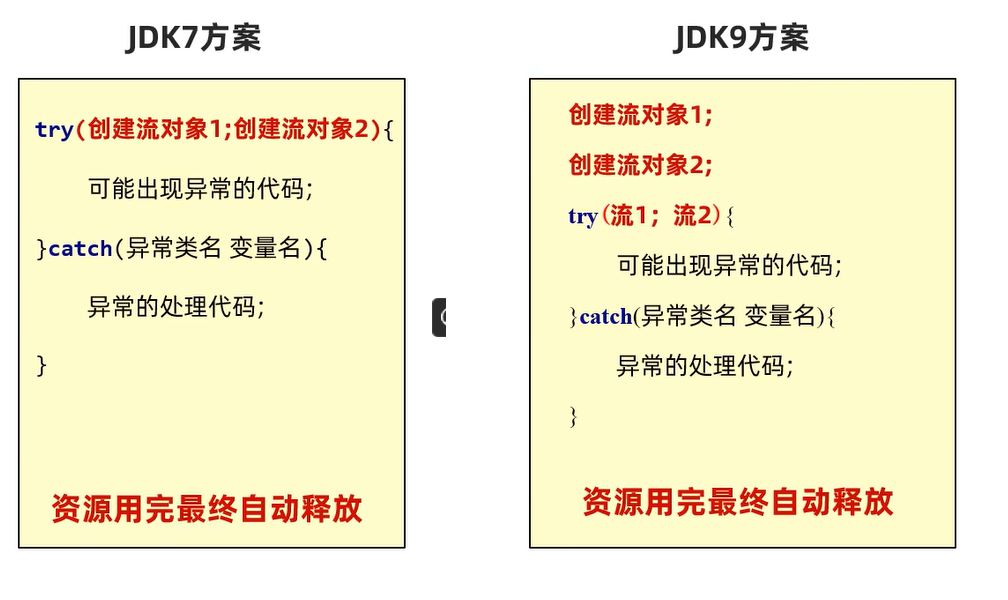 JDK7方案
try(创建流对象1;创建流对象2){
可能出现异常的代码;
}catch(异常类名 变量名){
异常的处理代码;
}
资源用完最终自动释放
JDK9方案
创建流对象1;
创建流对象2;
try(流1；流2){
可能出现异常的代码;
}catch(异常类名 变量名){
异常的处理代码;
}
资源用完最终自动释放